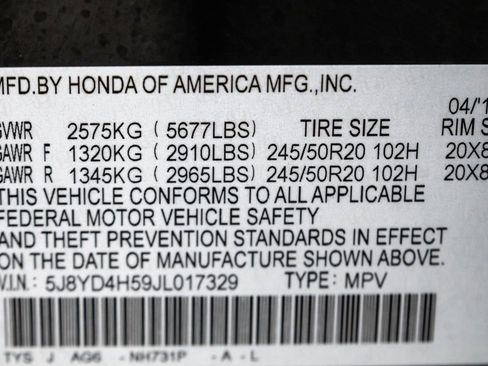 MFD.BY HONDA OF AMERICA MFG.,INC.
04/'1
GVWR 2575KG ( 5677LBS) TIRE SIZE RIM S
GAWR F 1320KG ( 2910LBS) 245/50R20 102H 20X8
GAWR R 1345KG ( 2965LBS) 245/50R20 102H 20X8
THIS VEHICLE CONFORMS TO ALL APPLICABLE
FEDERAL MOTOR VEHICLE SAFETY
AND THEFT PREVENTION STANDARDS IN EFFECT
ON THE DATE OF MANUFACTURE SHOWN ABOVE.
V.I.N.: 5J8YD4H59JL017329 TYPE: MPV
TYS J AG6 - NH731P - A - L